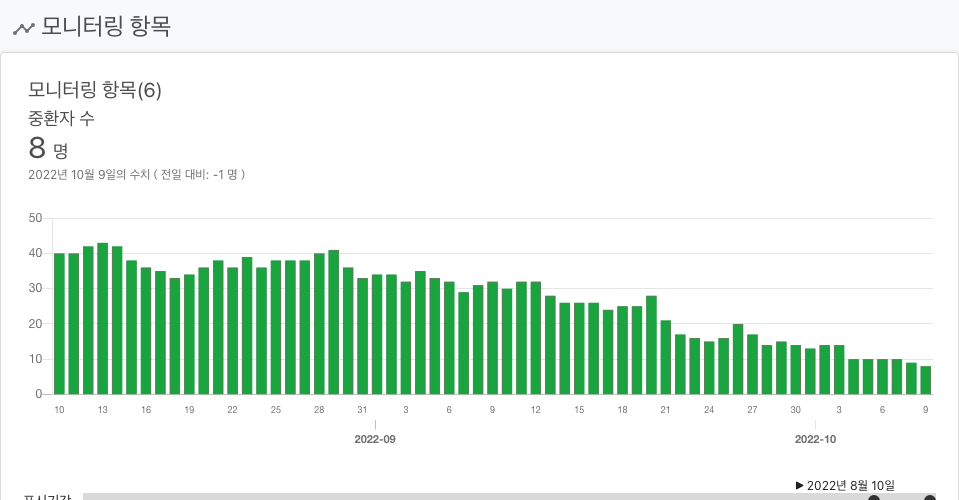 모니터링 항목
모니터링 항목(6)
중환자 수
8 명
2022년 10월 9일의 수치 ( 전일 대비: -1 명 )
50
40
30
20
10
0
10 13 16 19 22 25 28 31 3 6 9 12 15 18 21 24 27 30 3 6 9
2022-09 2022-10
▶ 2022년 8월 10일
표시기간